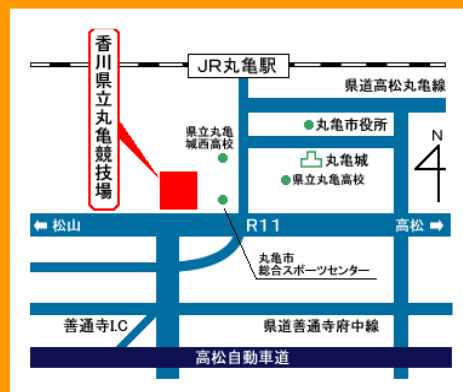 香川県立丸亀競技場
JR丸亀駅
県道高松丸亀線
県立丸亀
城西高校
丸亀市役所
N
丸亀城
県立丸亀高校
⬅ 松山
R11
高松 ➡
丸亀市
総合スポーツセンター
善通寺I.C
県道善通寺府中線
高松自動車道